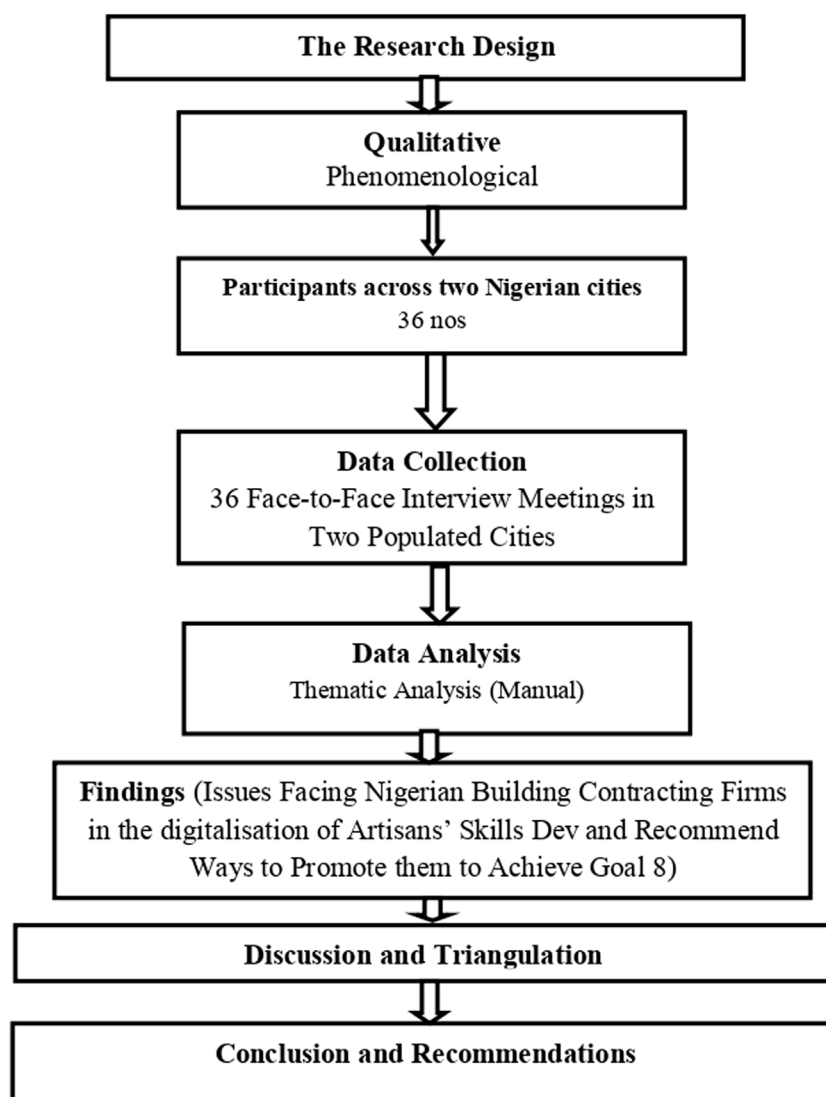 The Research Design
Qualitative
Phenomenological
Participants across two Nigerian cities
36 nos
Data Collection
36 Face-to-Face Interview Meetings in
Two Populated Cities
Data Analysis
Thematic Analysis (Manual)
Findings (Issues Facing Nigerian Building Contracting Firms
in the digitalisation of Artisans’ Skills Dev and Recommend
Ways to Promote them to Achieve Goal 8)
Discussion and Triangulation
Conclusion and Recommendations